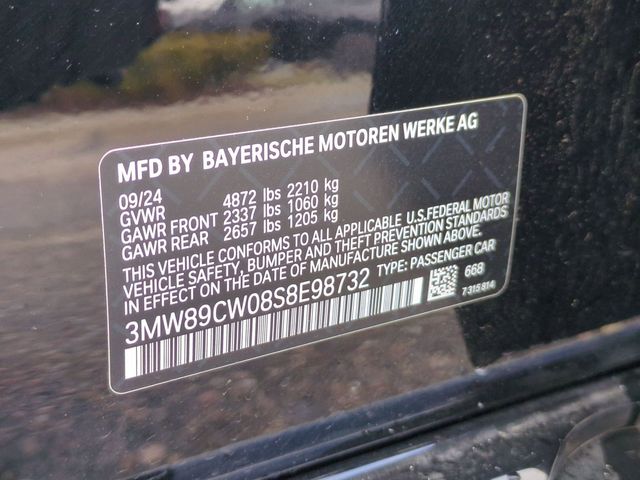 MFD BY BAYERISCHE MOTOREN WERKE AG
09/24
GVWR 4872 lbs 2210 kg
GAWR FRONT 2337 lbs 1060 kg
GAWR REAR 2657 lbs 1205 kg
THIS VEHICLE CONFORMS TO ALL APPLICABLE U.S.FEDERAL MOTOR
VEHICLE SAFETY, BUMPER AND THEFT PREVENTION STANDARDS
IN EFFECT ON THE DATE OF MANUFACTURE SHOWN ABOVE.
3MW89CW08S8E98732 TYPE: PASSENGER CAR
668
7315814